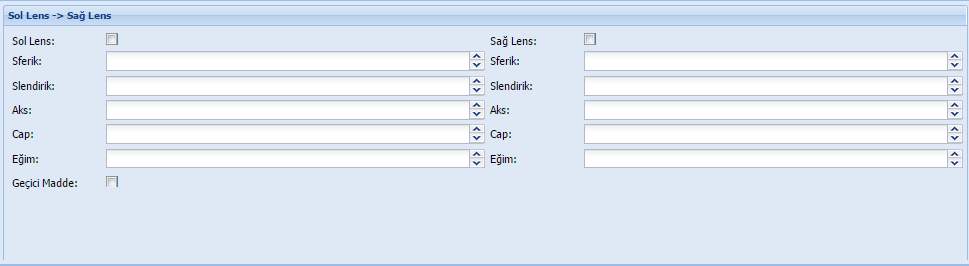 Sol Lens -> Sağ Lens
Sol Lens: Sağ Lens:
Sferik: Sferik:
Slendirik: Slendirik:
Aks: Aks:
Cap: Cap:
Eğim: Eğim:
Geçici Madde: